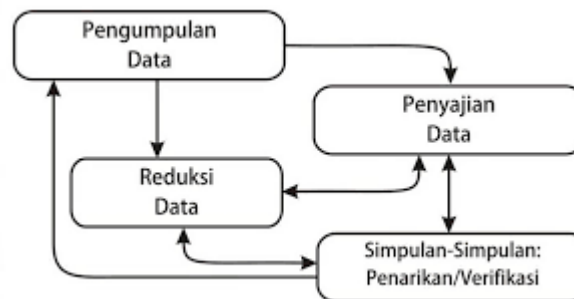 Pengumpulan
Data
Penyajian
Data
Reduksi
Data
Simpulan-Simpulan:
Penarikan/Verifikasi